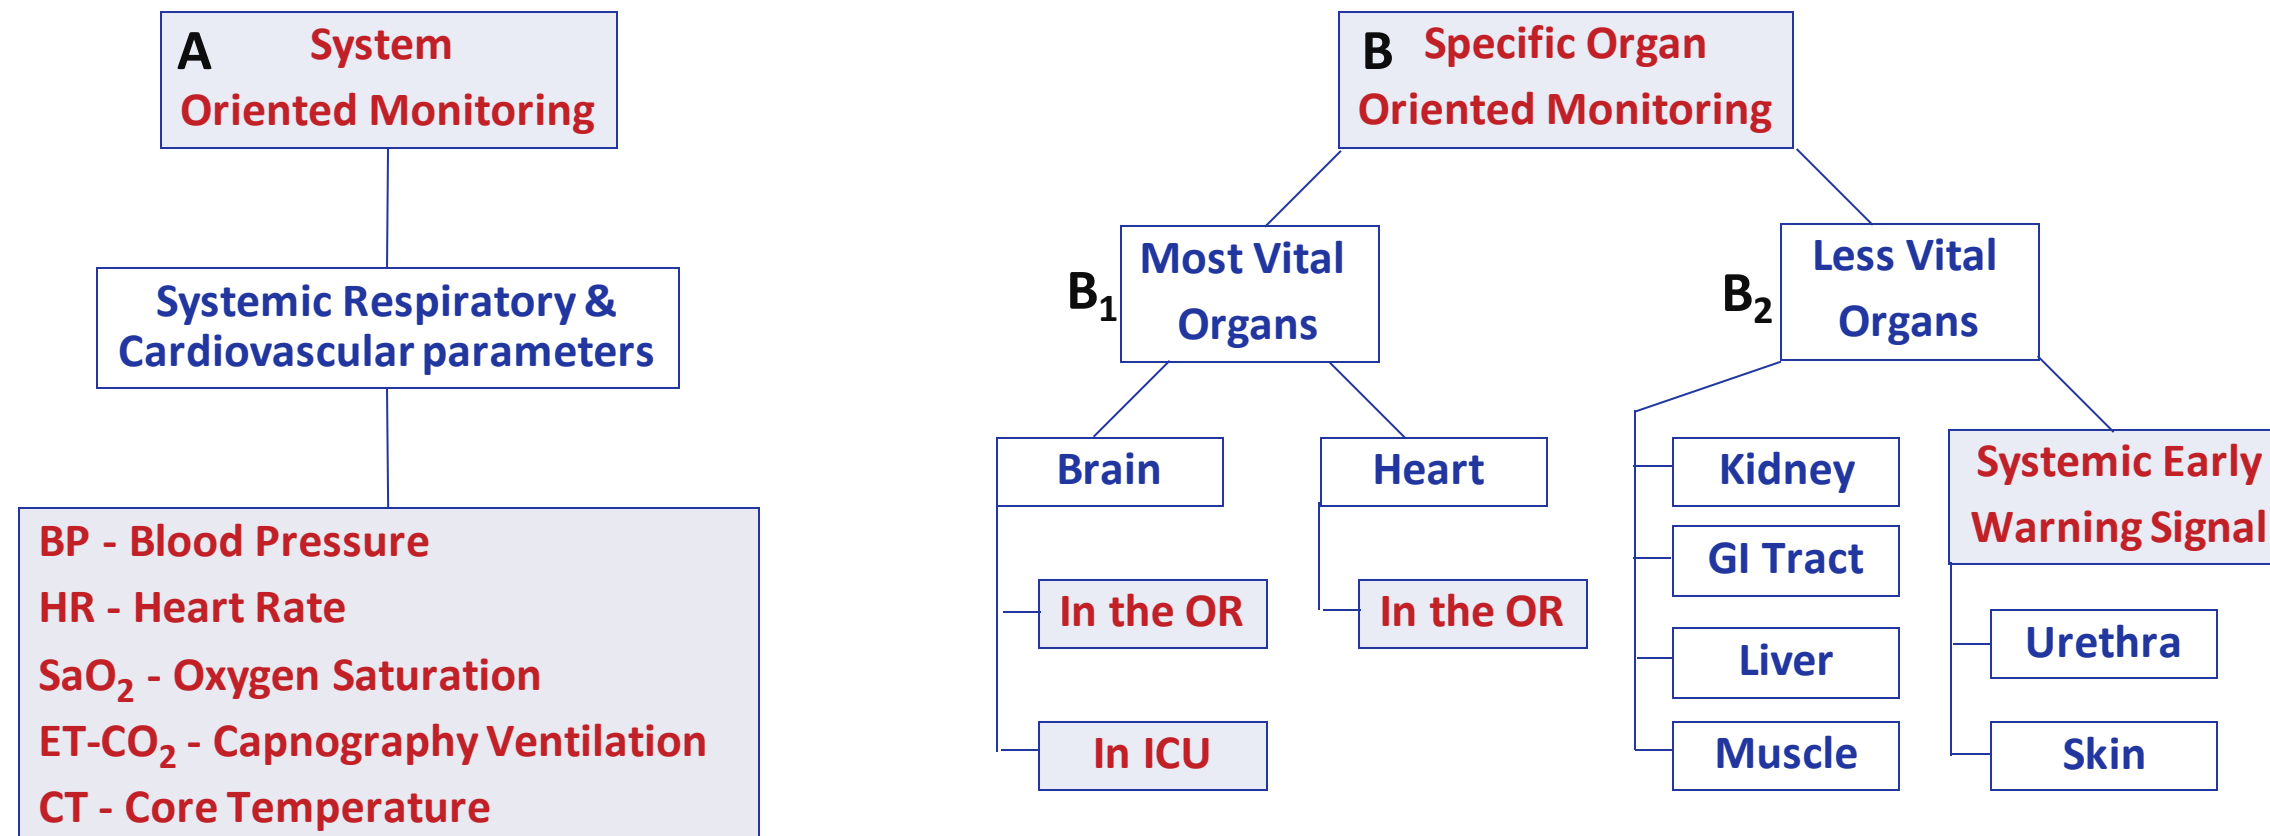 A
System
Oriented Monitoring
Systemic Respiratory &
Cardiovascular parameters
BP - Blood Pressure
HR - Heart Rate
SaO₂ - Oxygen Saturation
ET-CO₂ - Capnography Ventilation
CT - Core Temperature
B
Specific Organ
Oriented Monitoring
B₁
Most Vital
Organs
Brain
In the OR
In ICU
Heart
In the OR
B₂
Less Vital
Organs
Kidney
GI Tract
Liver
Muscle
Systemic Early
Warning Signal
Urethra
Skin